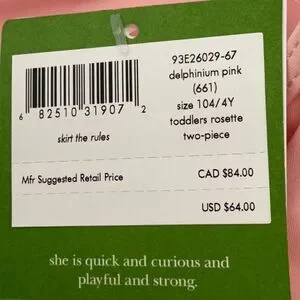 93E26029-67
delphinium pink
(661)
size 104/4Y
toddlers rosette
two-piece
6 82510 31907 2
skirt the rules
Mfr Suggested Retail Price CAD $84.00
USD $64.00
she is quick and curious and
playful and strong.